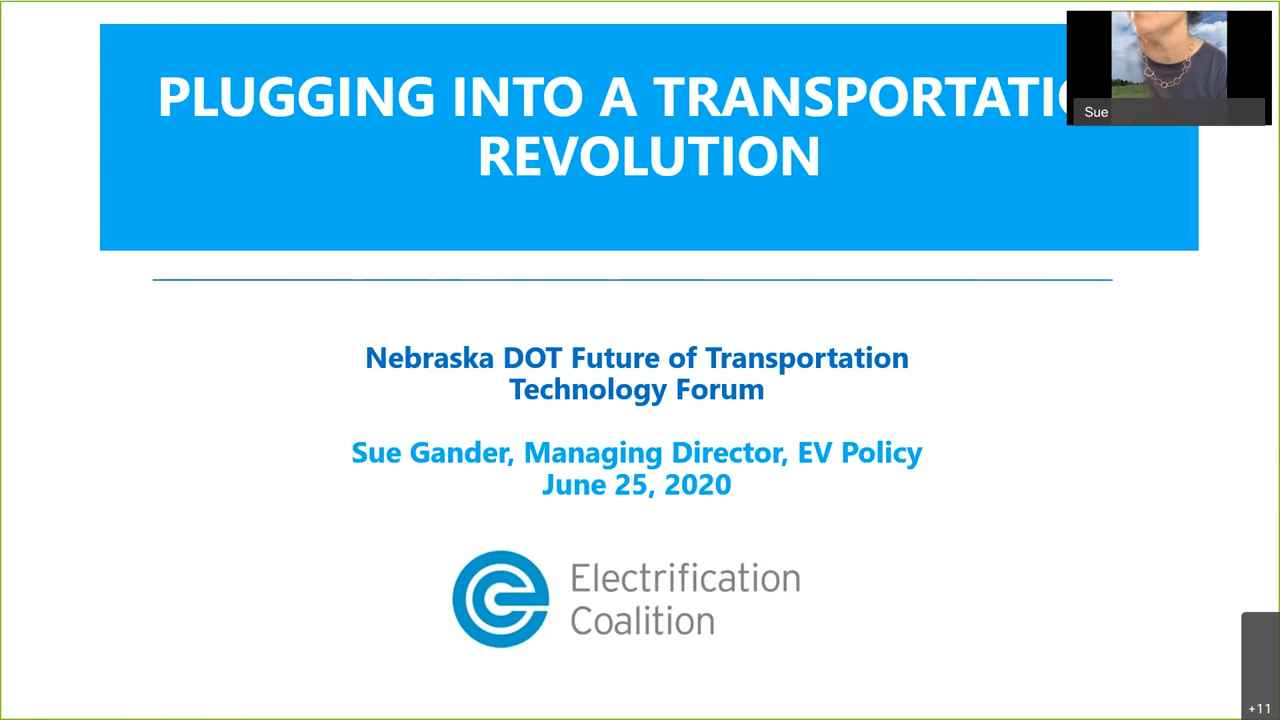 PLUGGING INTO A TRANSPORTATIO
REVOLUTION
Sue
Nebraska DOT Future of Transportation
Technology Forum
Sue Gander, Managing Director, EV Policy
June 25, 2020
Electrification
Coalition
+11